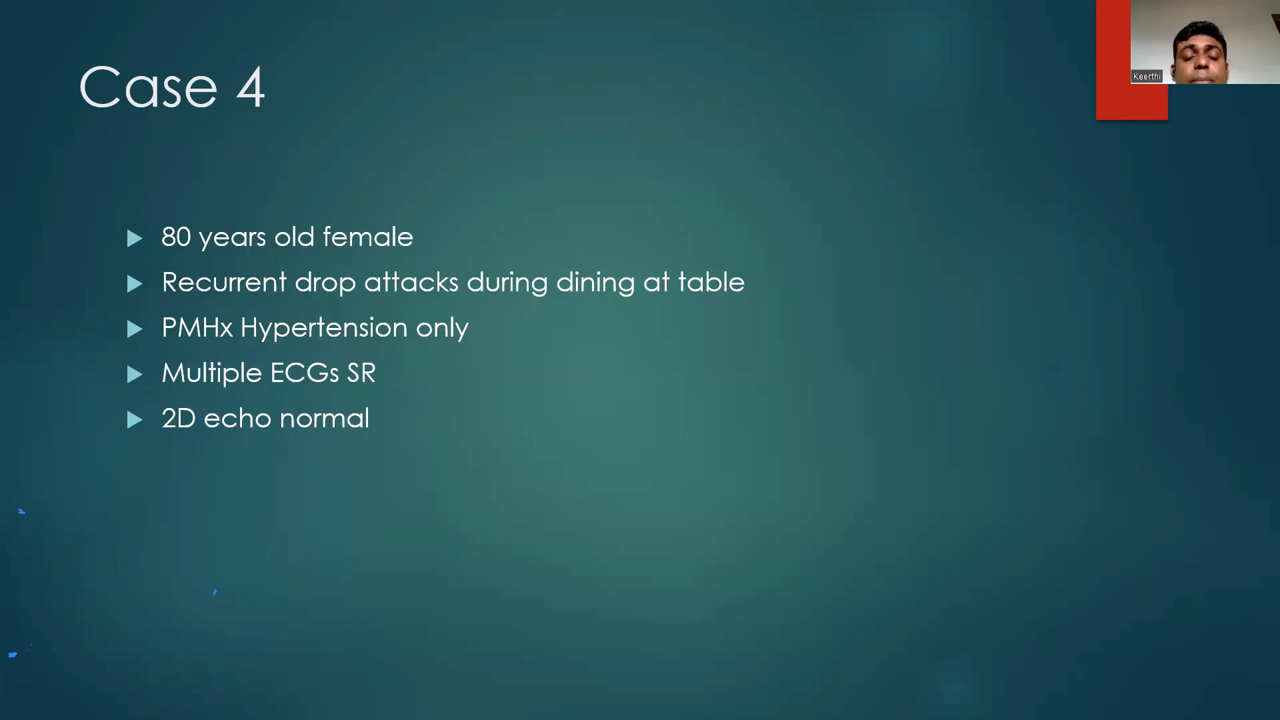 Case 4
Keerthi
80 years old female
Recurrent drop attacks during dining at table
PMHx Hypertension only
Multiple ECGs SR
2D echo normal